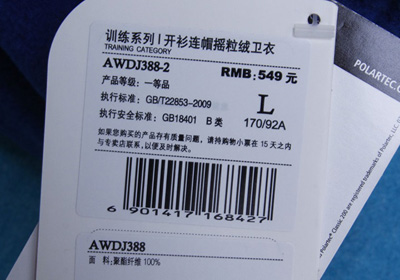 训练系列 | 开衫连帽摇粒绒卫衣
TRAINING CATEGORY
AWDJ388-2
RMB: 549 元
产品等级: 一等品
执行标准: GB/T22853-2009
L
执行安全标准: GB18401 B 类
170/92A
如果您购买的产品存有质量问题, 请持购物小票在 15 天之内
与专卖店联系, 以便及时解决。
6 901417 168427
AWDJ388
面 料: 聚酯纤维 100%
POLARTEC.C